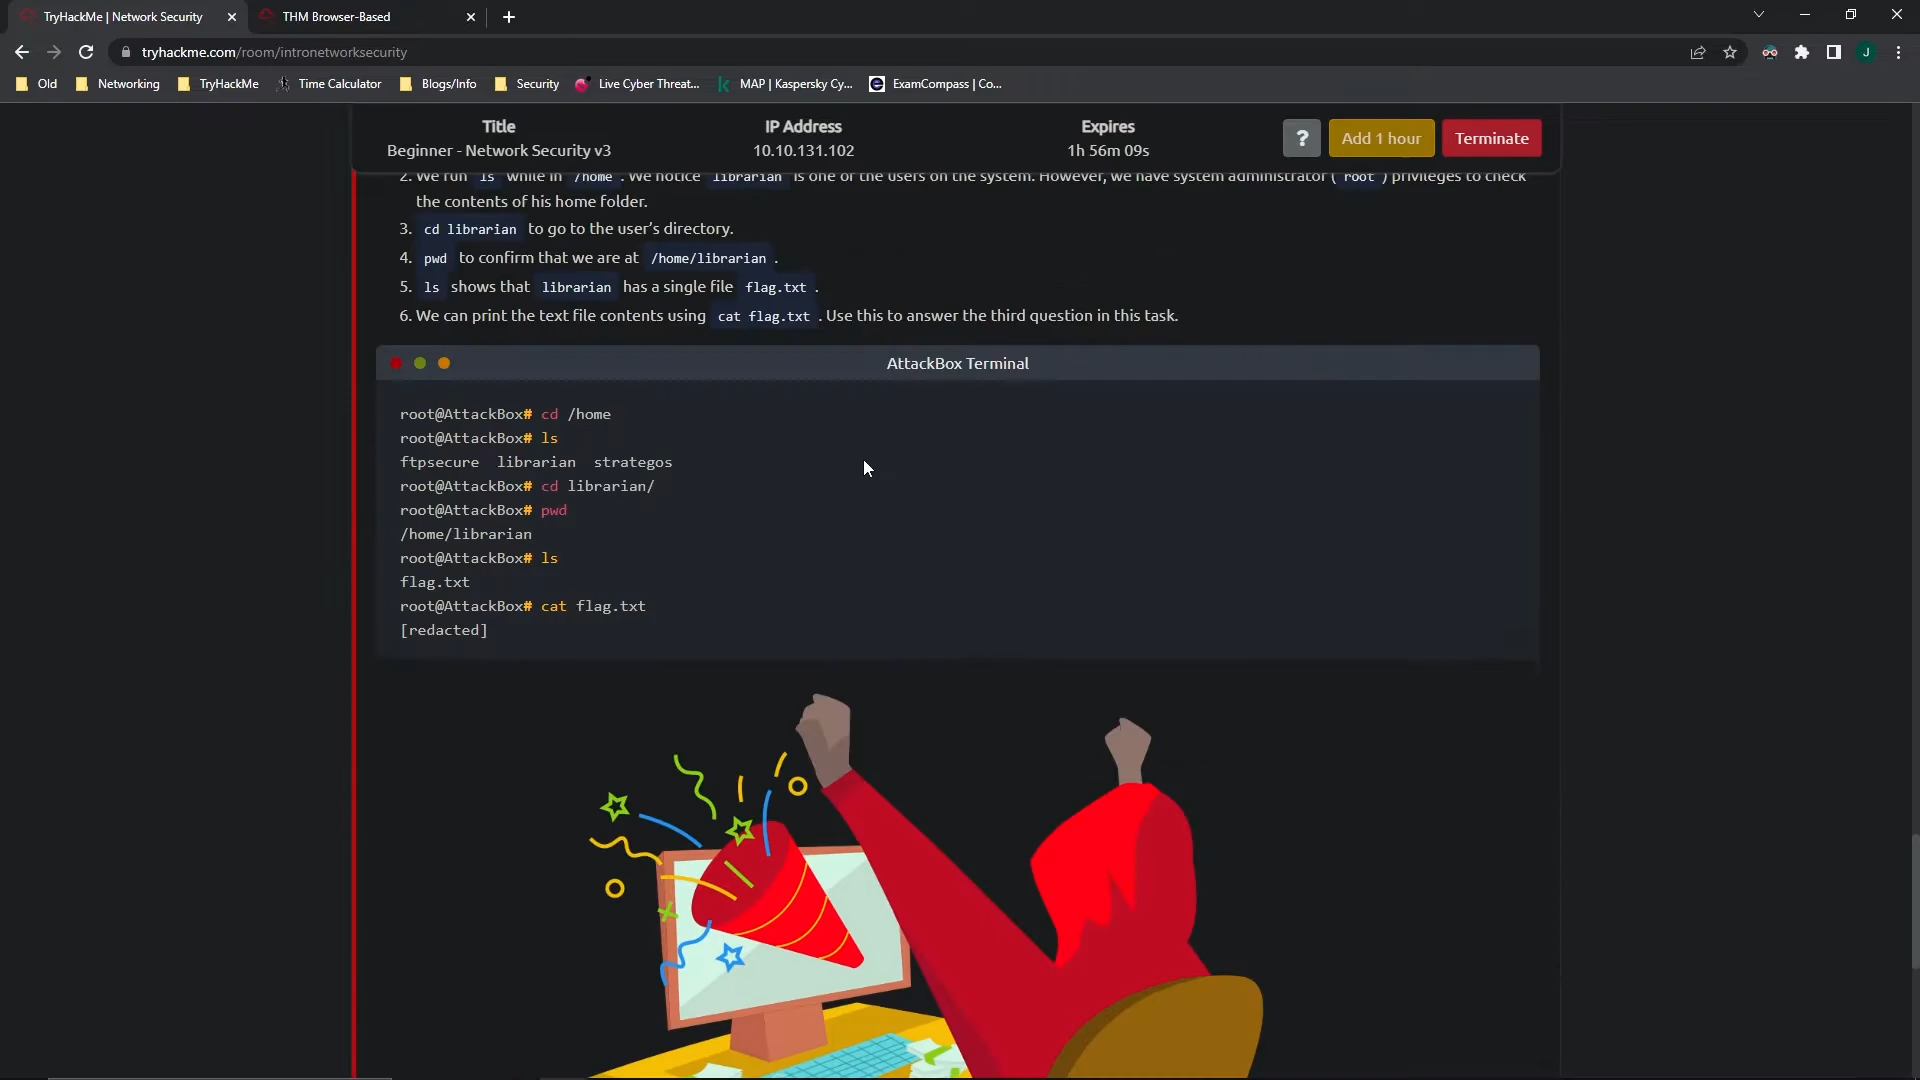 TryHackMe | Network Security
THM Browser-Based
tryhackme.com/room/intronetworksecurity
J
Old
Networking
TryHackMe
Time Calculator
Blogs/Info
Security
Live Cyber Threat...
MAP | Kaspersky Cy...
ExamCompass | Co...
Title
IP Address
Expires
Beginner - Network Security v3
10.10.131.102
1h 56m 09s
?
Add 1 hour
Terminate
2. We run ls while in /home . We notice librarian is one of the users on the system. However, we have system administrator ( root ) privileges to check
the contents of his home folder.
3. cd librarian to go to the user’s directory.
4. pwd to confirm that we are at /home/librarian .
5. ls shows that librarian has a single file flag.txt .
6. We can print the text file contents using cat flag.txt . Use this to answer the third question in this task.
AttackBox Terminal
root@AttackBox# cd /home
root@AttackBox# ls
ftpsecure librarian strategos
root@AttackBox# cd librarian/
root@AttackBox# pwd
/home/librarian
root@AttackBox# ls
flag.txt
root@AttackBox# cat flag.txt
[redacted]